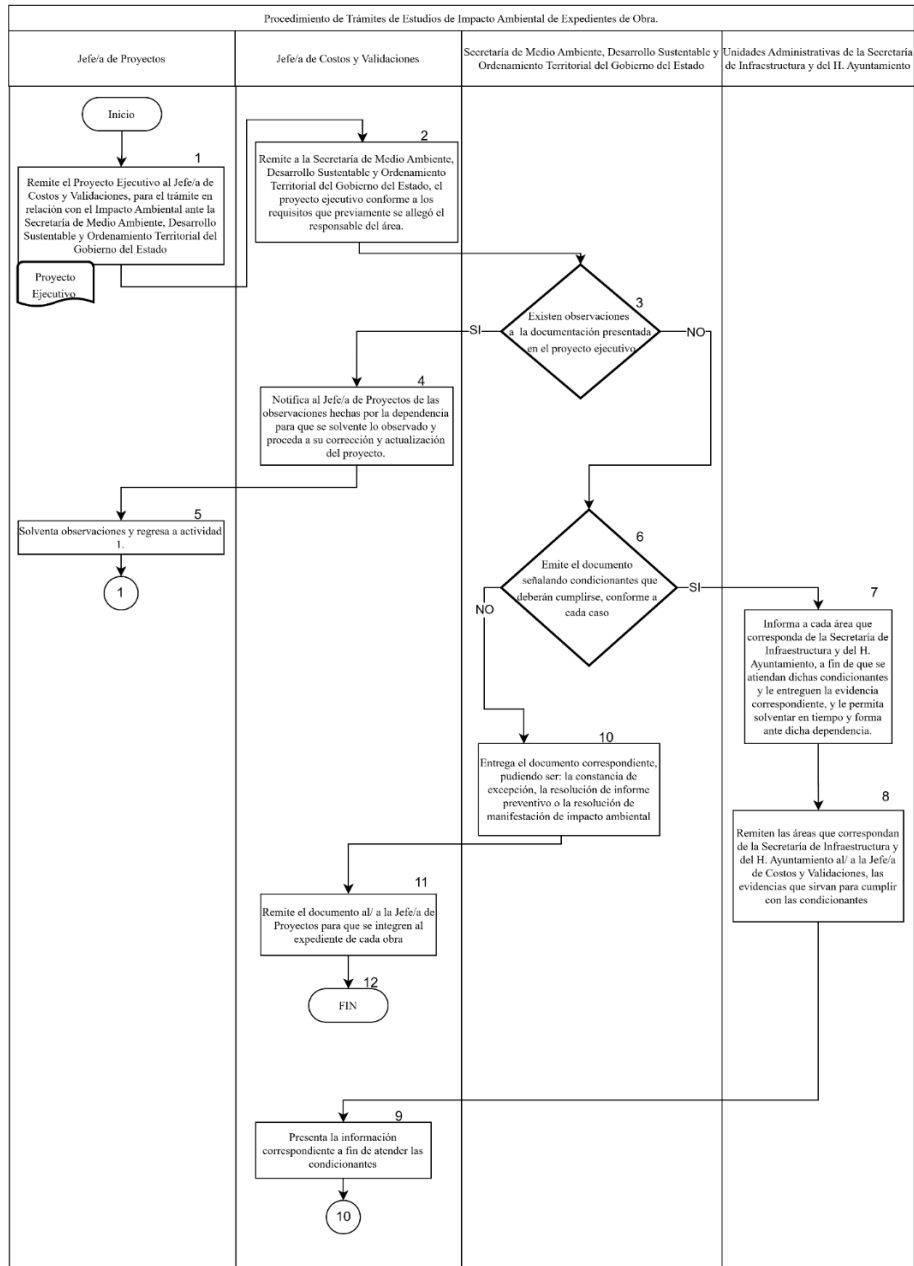 Procedimiento de Trámites de Estudios de Impacto Ambiental de Expedientes de Obra.
Jefe/a de Proyectos
Jefe/a de Costos y Validaciones
Secretaría de Medio Ambiente, Desarrollo Sustentable y
Ordenamiento Territorial del Gobierno del Estado
Unidades Administrativas de la Secretaría
de Infraestructura y del H. Ayuntamiento
Inicio
1
Remite el Proyecto Ejecutivo al Jefe/a de
Costos y Validaciones, para el trámite en
relación con el Impacto Ambiental ante la
Secretaría de Medio Ambiente, Desarrollo
Sustentable y Ordenamiento Territorial del
Gobierno del Estado
Proyecto
Ejecutivo
2
Remite a la Secretaría de Medio Ambiente,
Desarrollo Sustentable y Ordenamiento
Territorial del Gobierno del Estado, el
proyecto ejecutivo conforme a los
requisitos que previamente se allegó el
responsable del área.
3
Existen observaciones
a la documentación presentada
en el proyecto ejecutivo
SI
NO
4
Notifica al Jefe/a de Proyectos de las
observaciones hechas por la dependencia
para que se solvente lo observado y
proceda a su corrección y actualización
del proyecto.
5
Solventa observaciones y regresa a actividad
1.
1
6
Emite el documento
señalando condicionantes que
deberán cumplirse, conforme a
cada caso
NO
SI
7
Informa a cada área que
corresponda de la Secretaría de
Infraestructura y del H.
Ayuntamiento, a fin de que se
atiendan dichas condicionantes
y le entreguen la evidencia
correspondiente, y le permita
solventar en tiempo y forma
ante dicha dependencia.
8
Remiten las áreas que correspondan
de la Secretaría de Infraestructura y
del H. Ayuntamiento al/ a la Jefe/a
de Costos y Validaciones, las
evidencias que sirvan para cumplir
con las condicionantes
10
Entrega el documento correspondiente,
pudiendo ser: la constancia de
excepción, la resolución de informe
preventivo o la resolución de
manifestación de impacto ambiental
11
Remite el documento al/ a la Jefe/a de
Proyectos para que se integren al
expediente de cada obra
12
FIN
9
Presenta la información
correspondiente a fin de atender las
condicionantes
10